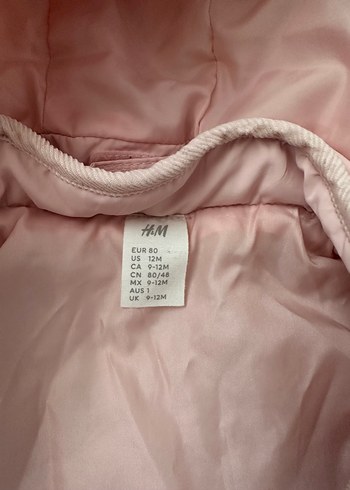 H&M
EUR 80
US 12M
CA 9-12M
CN 80/48
MX 9-12M
AUS 1
UK 9-12M